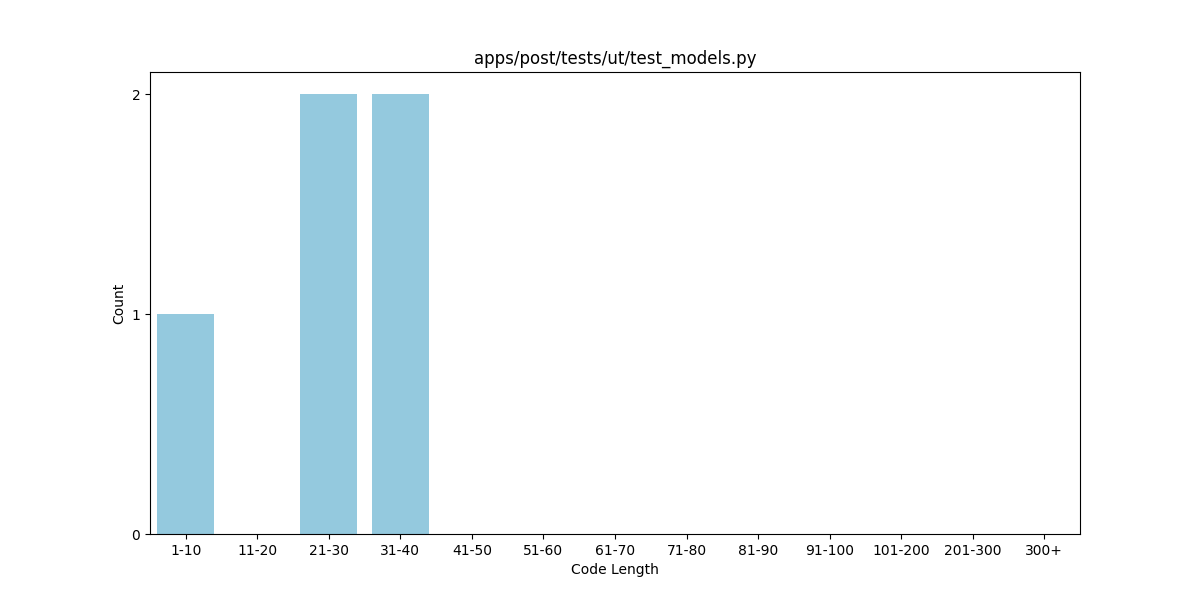 apps/post/tests/ut/test_models.py
2
1
0
Count
1-10 11-20 21-30 31-40 41-50 51-60 61-70 71-80 81-90 91-100 101-200 201-300 300+
Code Length